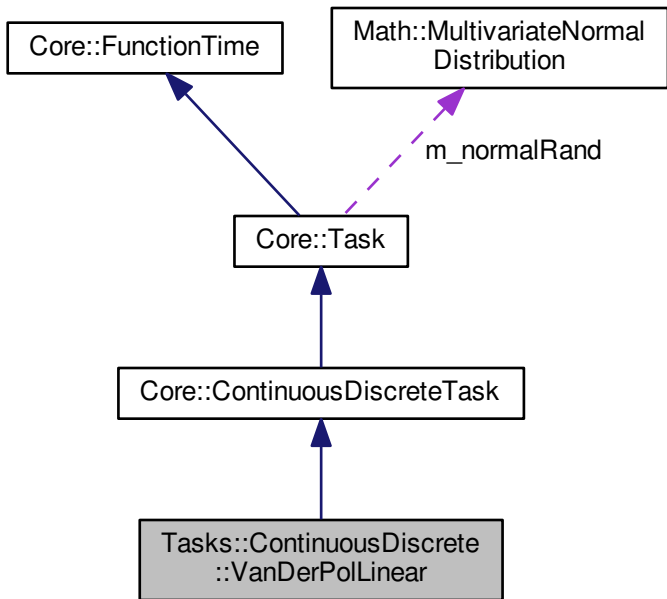 Core::FunctionTime
Math::MultivariateNormal
Distribution
m_normalRand
Core::Task
Core::ContinuousDiscreteTask
Tasks::ContinuousDiscrete
::VanDerPolLinear